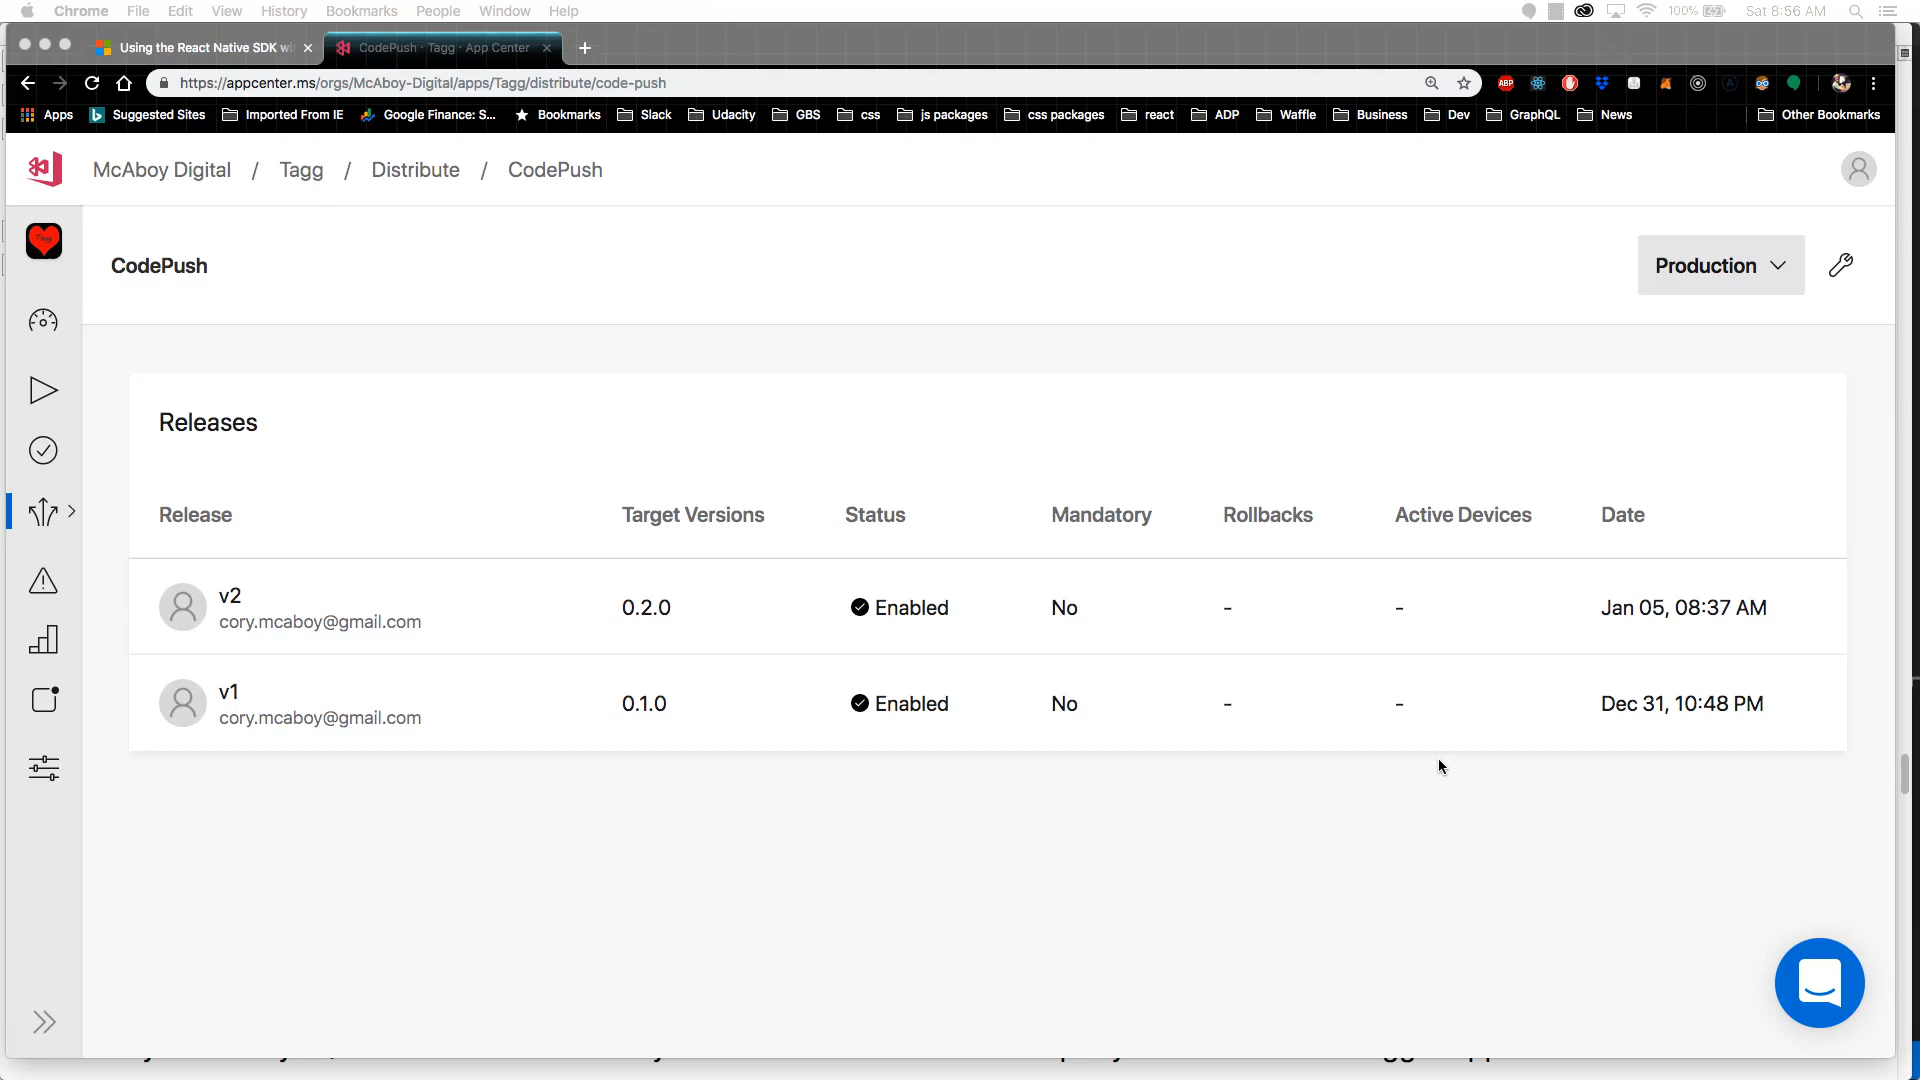 Chrome File Edit View History Bookmarks People Window Help 100% Sat 8:56 AM
Using the React Native SDK wi CodePush · Tagg · App Center
https://appcenter.ms/orgs/McAboy-Digital/apps/Tagg/distribute/code-push ABP
Apps Suggested Sites Imported From IE Google Finance: S... Bookmarks Slack Udacity GBS css js packages css packages react ADP Waffle Business Dev GraphQL News Other Bookmarks
McAboy Digital / Tagg / Distribute / CodePush
Tagg
CodePush
Production
Releases
Release Target Versions Status Mandatory Rollbacks Active Devices Date
v2
cory.mcaboy@gmail.com
0.2.0 Enabled No - - Jan 05, 08:37 AM
v1
cory.mcaboy@gmail.com
0.1.0 Enabled No - - Dec 31, 10:48 PM